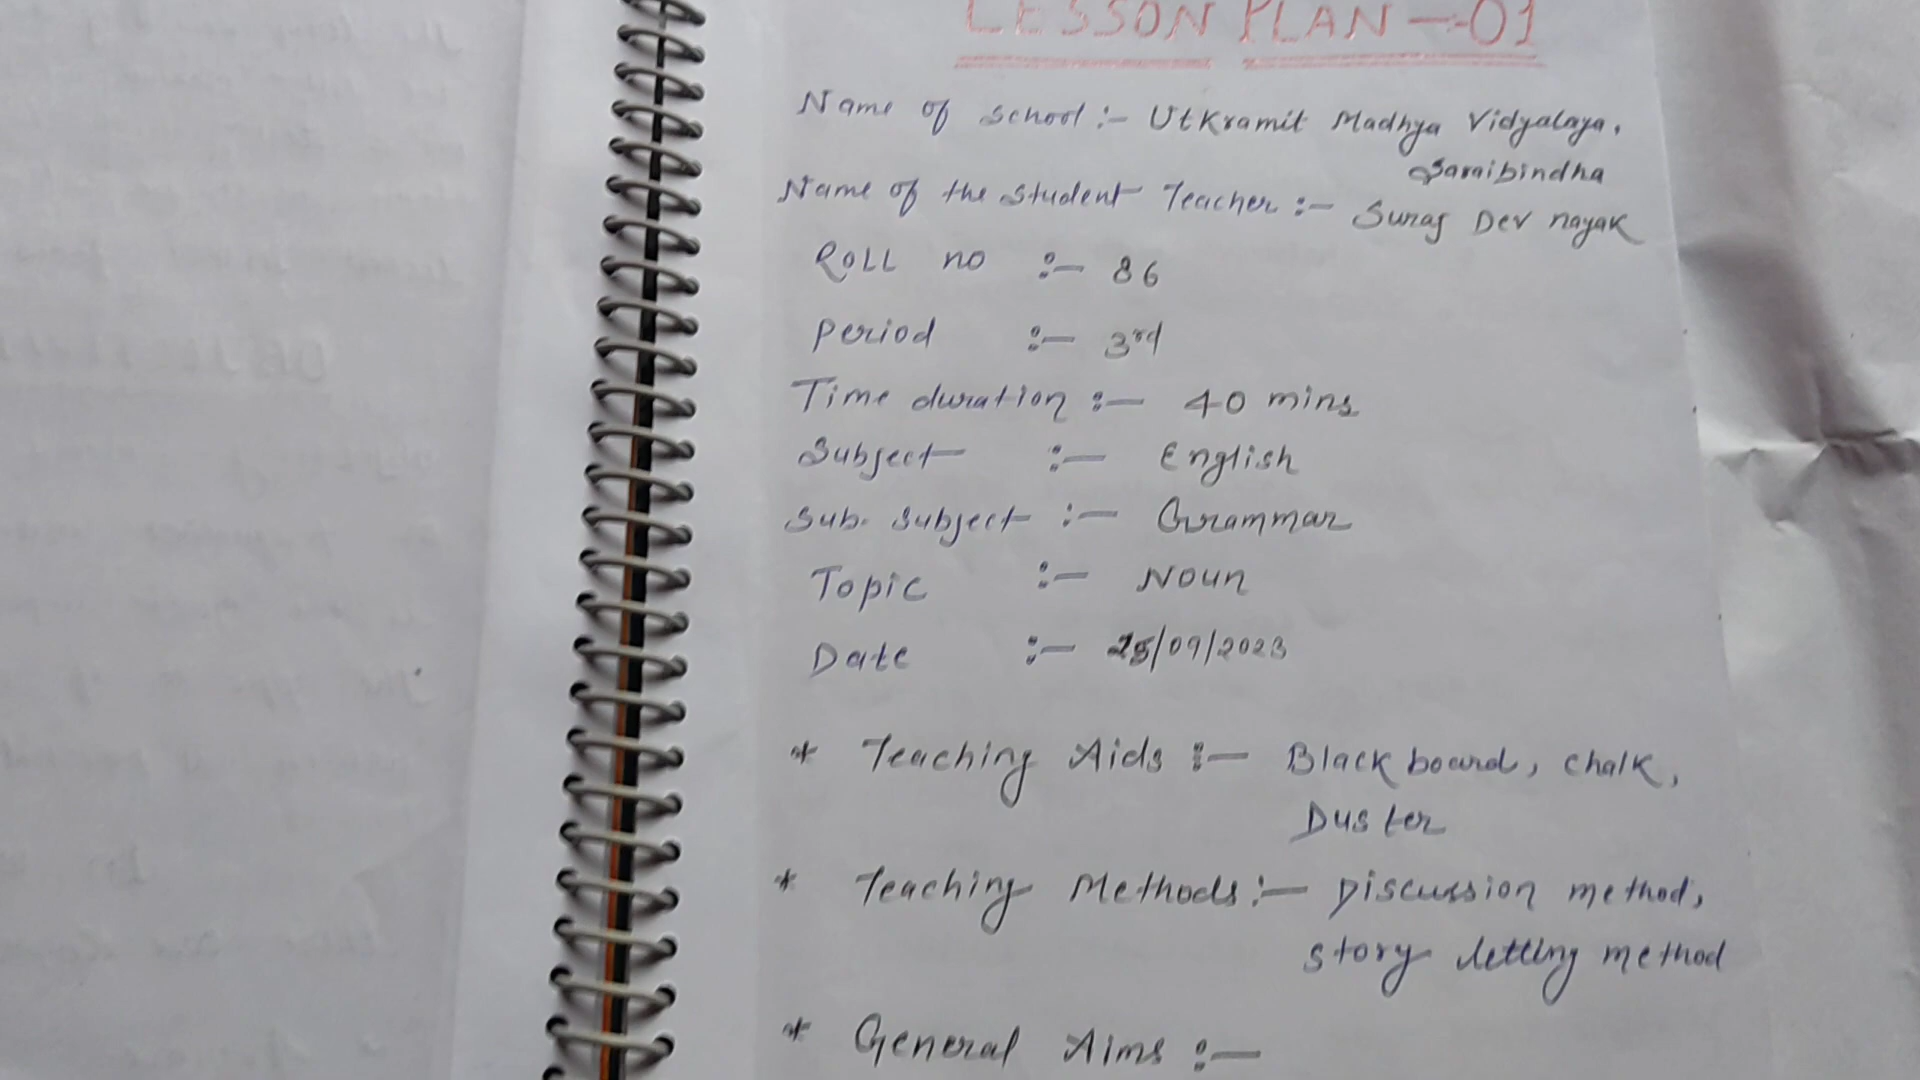 LESSON PLAN – 01
Name of school :- Utkramit Madhya Vidyalaya,
Saraibindha
Name of the Student Teacher :- Suraj Dev nayak
Roll no :- 86
Period :- 3rd
Time duration :- 40 mins
Subject :- English
Sub. Subject :- Grammar
Topic :- Noun
Date :- 25/09/2023
* Teaching Aids :- Black board, chalk,
Duster
* Teaching Methods :- Discussion method,
story method
* General Aims :-